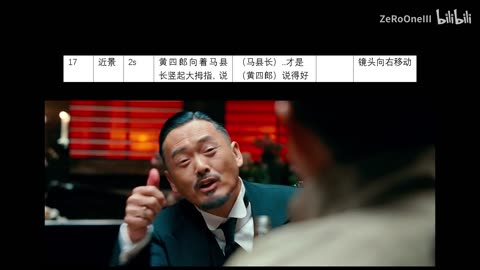 ZeRoOneIII bilibili
17 近景 2s 黄四郎向着马县 （马县长）..才是 镜头向右移动
长竖起大拇指，说 （黄四郎）说得好